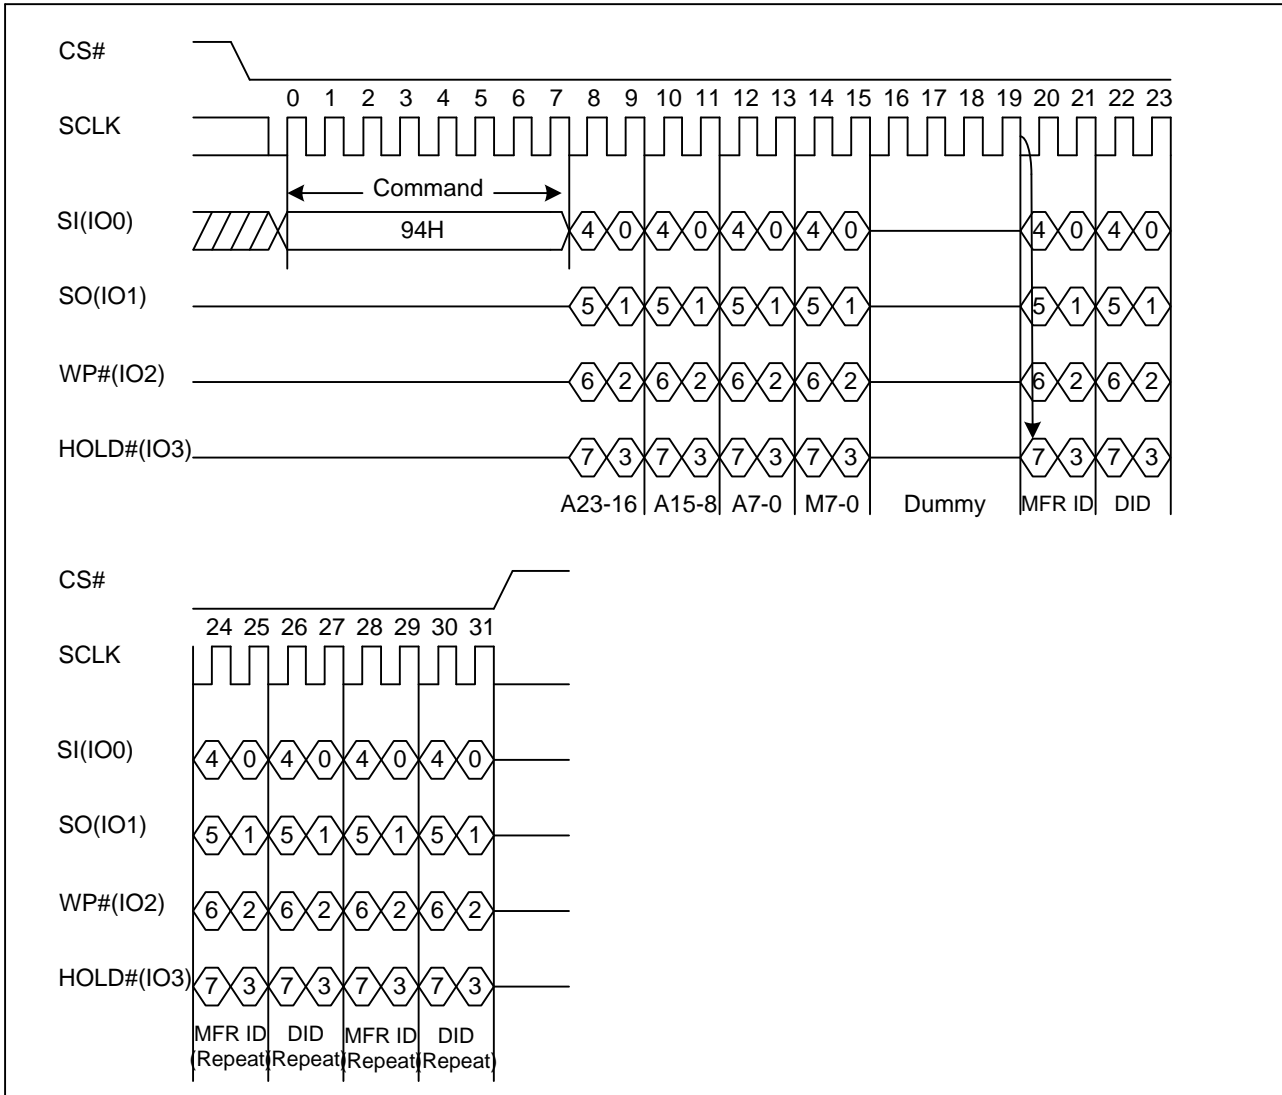 CS#
0 1 2 3 4 5 6 7 8 9 10 11 12 13 14 15 16 17 18 19 20 21 22 23
SCLK
Command
SI(IO0) 94H 4 0 4 0 4 0 4 0 4 0 4 0
SO(IO1) 5 1 5 1 5 1 5 1 5 1 5 1
WP#(IO2) 6 2 6 2 6 2 6 2 6 2 6 2
HOLD#(IO3) 7 3 7 3 7 3 7 3 7 3 7 3
A23-16 A15-8 A7-0 M7-0 Dummy MFR ID DID
CS#
24 25 26 27 28 29 30 31
SCLK
SI(IO0) 4 0 4 0 4 0 4 0
SO(IO1) 5 1 5 1 5 1 5 1
WP#(IO2) 6 2 6 2 6 2 6 2
HOLD#(IO3) 7 3 7 3 7 3 7 3
MFR ID DID MFR ID DID
(Repeat) (Repeat) (Repeat) (Repeat)